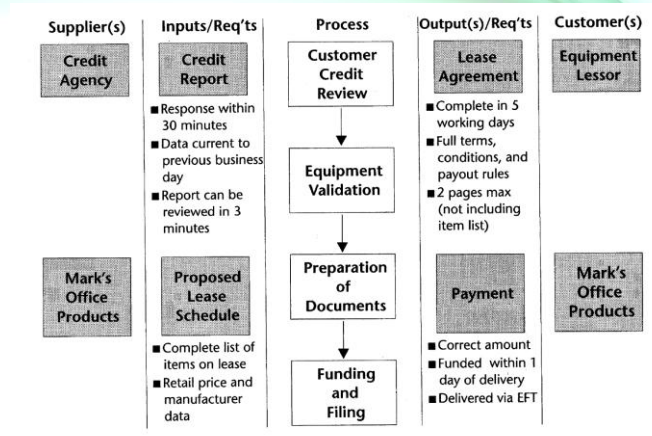 Supplier(s)
Credit
Agency
Mark's
Office
Products
Inputs/Req'ts
Credit
Report
■ Response within
30 minutes
■ Data current to
previous business
day
■ Report can be
reviewed in 3
minutes
Proposed
Lease
Schedule
■ Complete list of
items on lease
■ Retail price and
manufacturer
data
Process
Customer
Credit
Review
Equipment
Validation
Preparation
of
Documents
Funding
and
Filing
Output(s)/Req'ts
Lease
Agreement
■ Complete in 5
working days
■ Full terms,
conditions, and
payout rules
■ 2 pages max
(not including
item list)
Payment
■ Correct amount
■ Funded within 1
day of delivery
■ Delivered via EFT
Customer(s)
Equipment
Lessor
Mark's
Office
Products